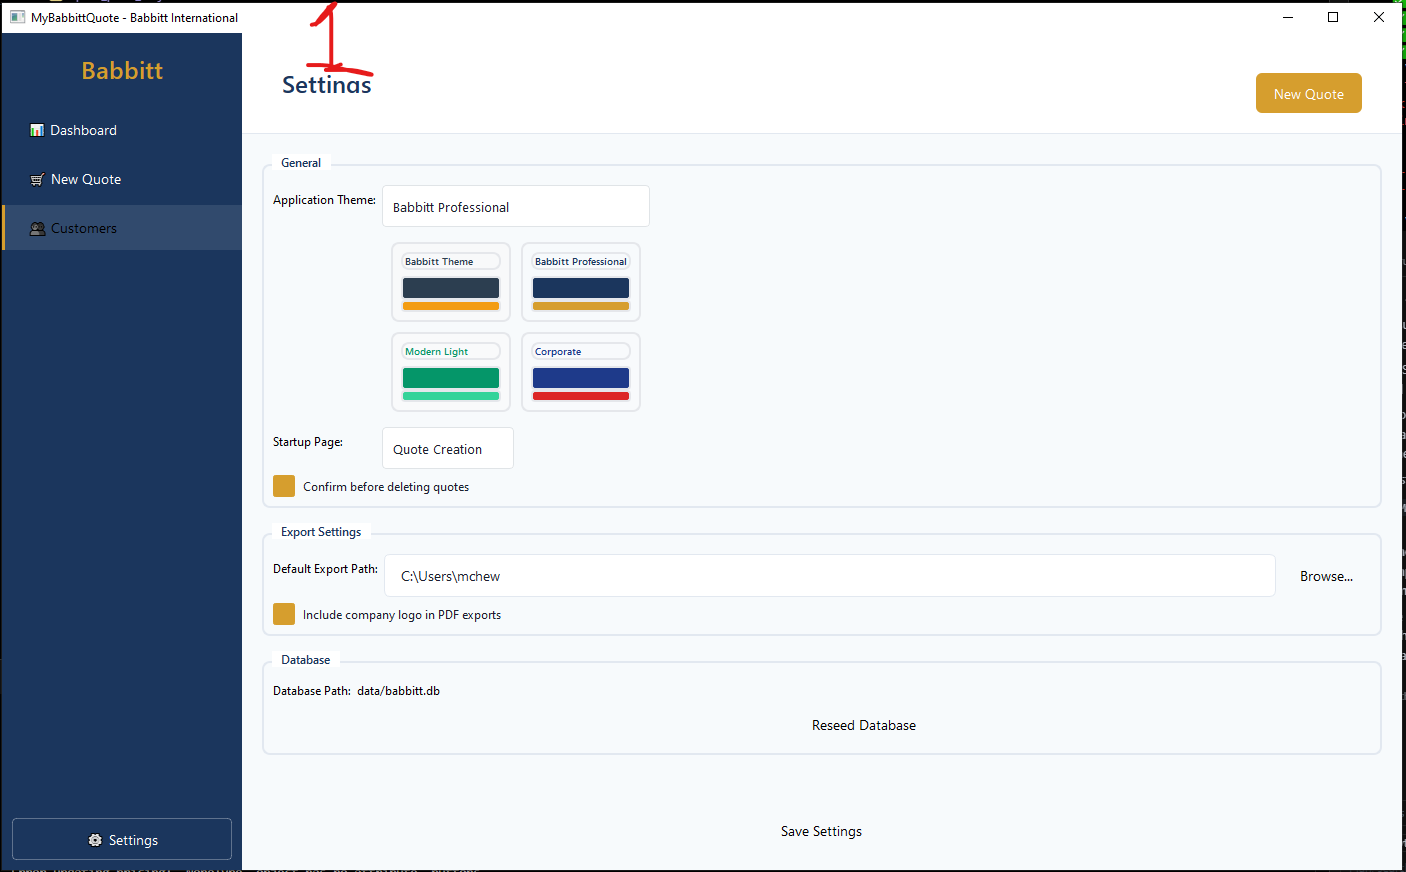 MyBabbittQuote - Babbitt International
1
Babbitt
Settings
New Quote
Dashboard
New Quote
Customers
General
Application Theme:
Babbitt Professional
Babbitt Theme
Babbitt Professional
Modern Light
Corporate
Startup Page:
Quote Creation
Confirm before deleting quotes
Export Settings
Default Export Path:
C:\Users\mchew
Browse...
Include company logo in PDF exports
Database
Database Path: data/babbitt.db
Reseed Database
Save Settings
Settings